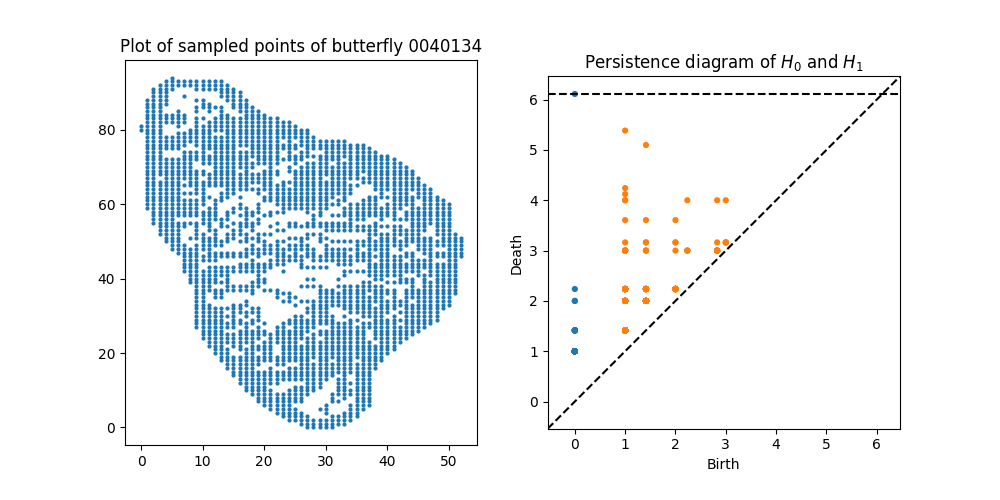 Plot of sampled points of butterfly 0040134
80
60
40
20
0
0 10 20 30 40 50
Persistence diagram of H₀ and H₁
6
5
4
3
2
1
0
Death
0 1 2 3 4 5 6
Birth